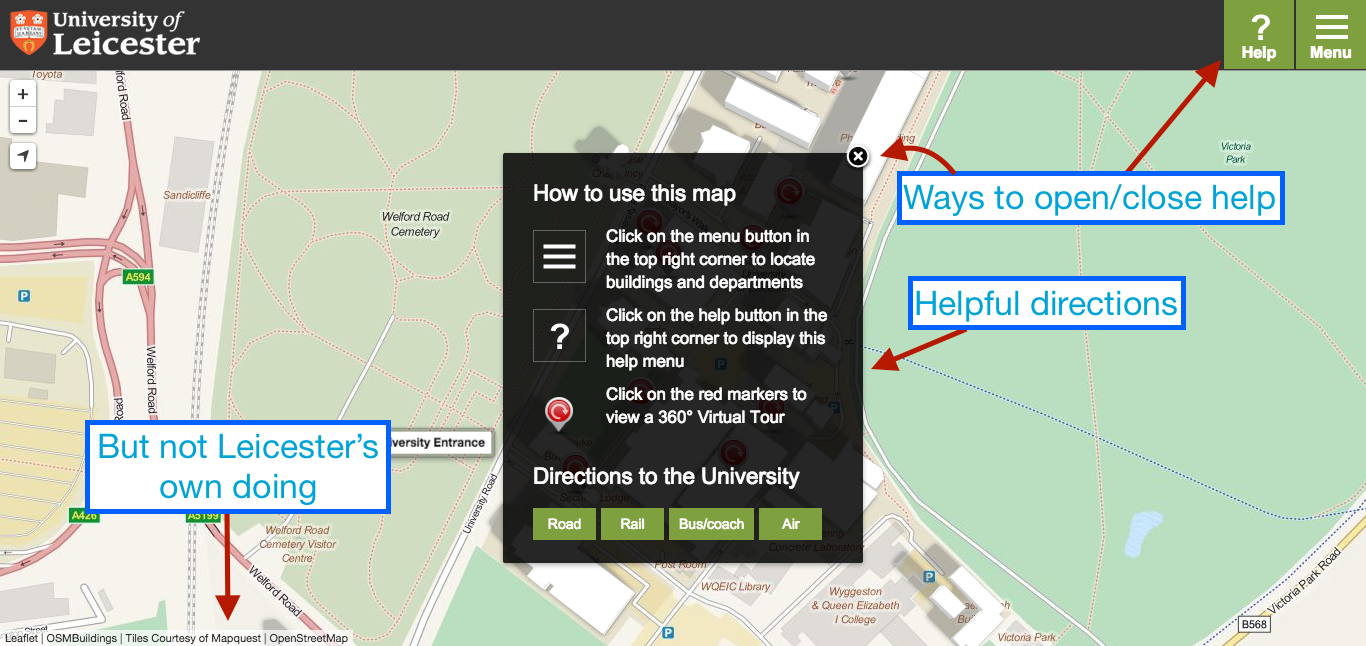 University of
Leicester
?
Help
Menu
Toyota
Welford Road
+
−
Victoria
Park
Sandicliffe
Ways to open/close help
How to use this map
Click on the menu button in
the top right corner to locate
buildings and departments
Welford Road
Cemetery
A594
P
Helpful directions
?
Click on the help button in the
top right corner to display this
help menu
P
Welford Road
Click on the red markers to
view a 360° Virtual Tour
But not Leicester's
own doing
versity Entrance
Directions to the University
University Road
A426
A5199
Road
Rail
Bus/coach
Air
Welford Road
Cemetery Visitor
Centre
Concrete Laboratory
Post Room
WQEIC Library
P
Welford Road
Wyggeston
& Queen Elizabeth
I College
Victoria Park Road
B568
P
Victoria Park
Leaflet | OSMBuildings | Tiles Courtesy of Mapquest | OpenStreetMap